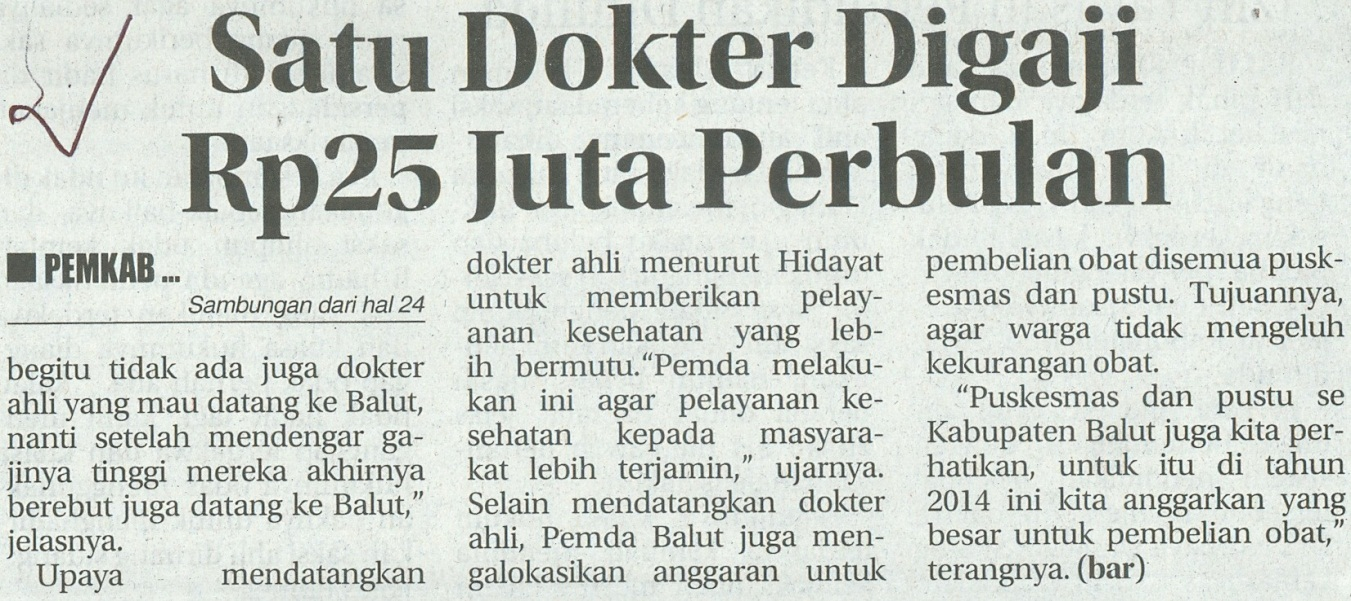 Satu Dokter Digaji
Rp25 Juta Perbulan
PEMKAB...
Sambungan dari hal 24
begitu tidak ada juga dokter
ahli yang mau datang ke Balut,
nanti setelah mendengar ga-
jinya tinggi mereka akhirnya
berebut juga datang ke Balut,”
jelasnya.
Upaya mendatangkan
dokter ahli menurut Hidayat
untuk memberikan pelay-
anan kesehatan yang leb-
ih bermutu.“Pemda melaku-
kan ini agar pelayanan ke-
sehatan kepada masyara-
kat lebih terjamin,” ujarnya.
Selain mendatangkan dokter
ahli, Pemda Balut juga men-
galokasikan anggaran untuk
pembelian obat disemua pusk-
esmas dan pustu. Tujuannya,
agar warga tidak mengeluh
kekurangan obat.
“Puskesmas dan pustu se
Kabupaten Balut juga kita per-
hatikan, untuk itu di tahun
2014 ini kita anggarkan yang
besar untuk pembelian obat,”
terangnya. (bar)